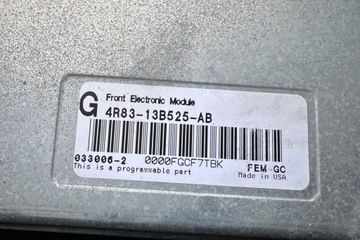 G Front Electronic Module
4R83-13B525-AB
033006-2 0000FGCF7TBK FEM GC
This is a programmable part Made in USA